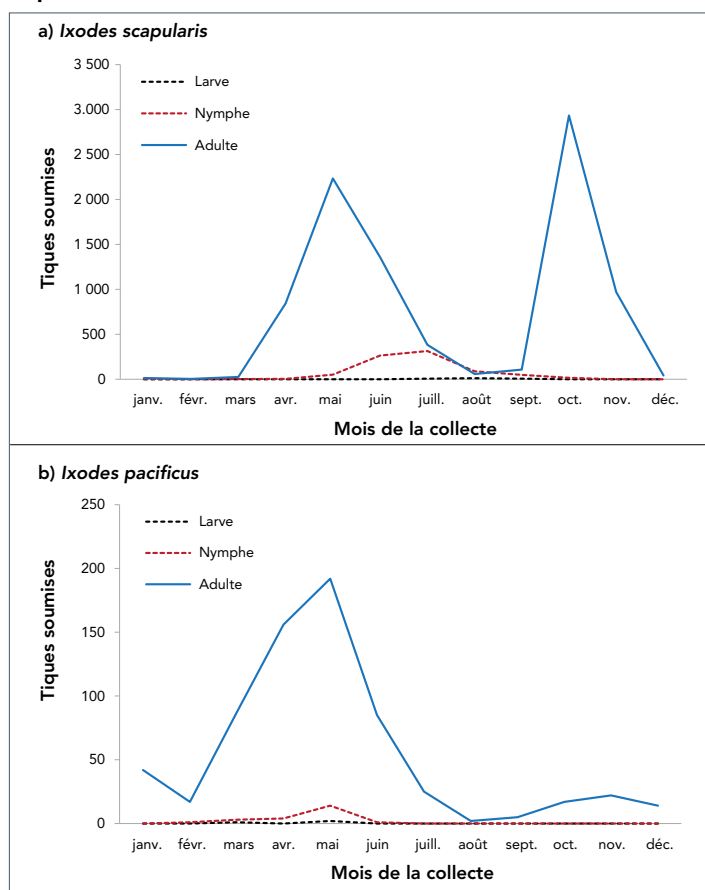 a) Ixodes scapularis
3 500
3.000
2 500
2 000
1 500
1 000
500
0
Tiques soumises
Larve
Nymphe
Adulte
janv. févr. mars avr. mai juin juill. août sept. oct. nov. déc.
Mois de la collecte
b) Ixodes pacificus
250
200
150
100
50
0
Tiques soumises
Larve
Nymphe
Adulte
janv. févr. mars avr. mai juin juill. août sept. oct. nov. déc.
Mois de la collecte